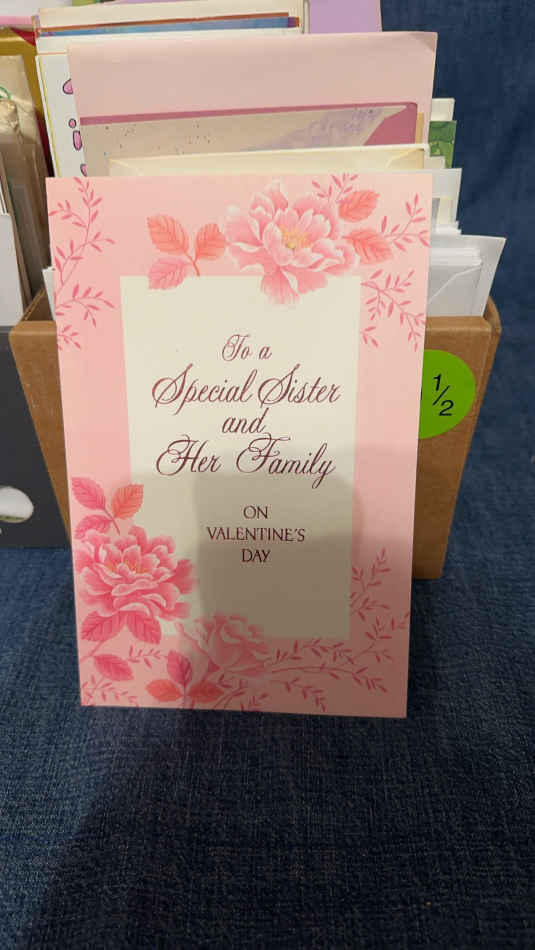 To a
Special Sister
and
Her Family
ON
VALENTINE'S
DAY
1/2